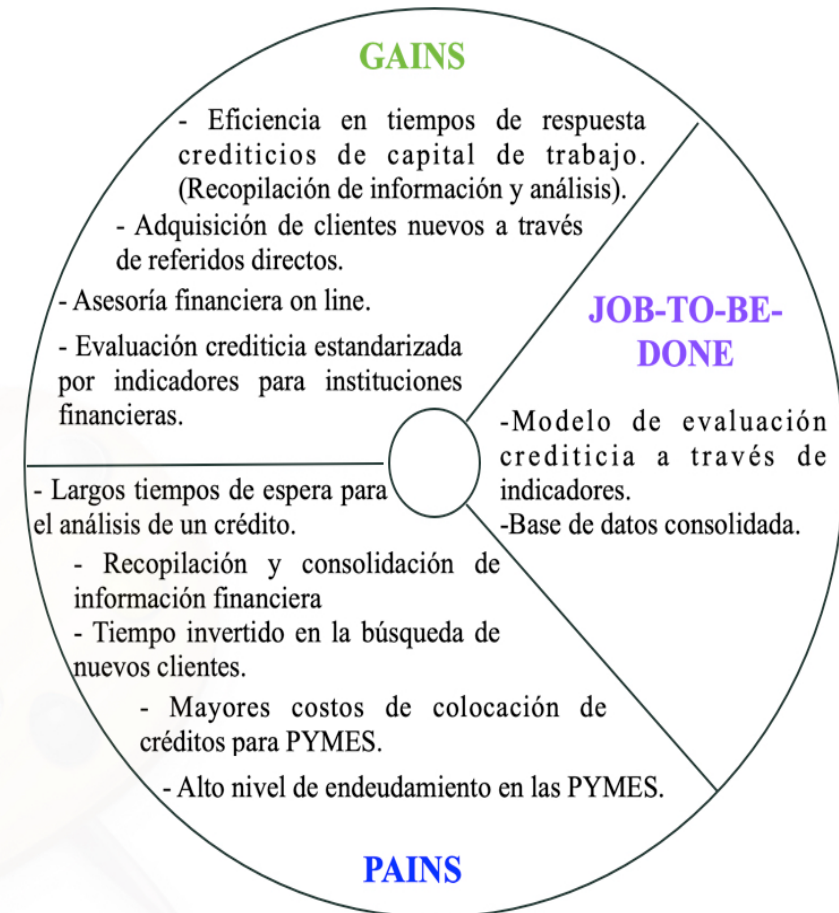 GAINS
- Eficiencia en tiempos de respuesta
crediticios de capital de trabajo.
(Recopilación de información y análisis).
- Adquisición de clientes nuevos a través
de referidos directos.
- Asesoría financiera on line.
- Evaluación crediticia estandarizada
por indicadores para instituciones
financieras.
JOB-TO-BE-
DONE
-Modelo de evaluación
crediticia a través de
indicadores.
-Base de datos consolidada.
- Largos tiempos de espera para
el análisis de un crédito.
- Recopilación y consolidación de
información financiera
- Tiempo invertido en la búsqueda de
nuevos clientes.
- Mayores costos de colocación de
créditos para PYMES.
- Alto nivel de endeudamiento en las PYMES.
PAINS